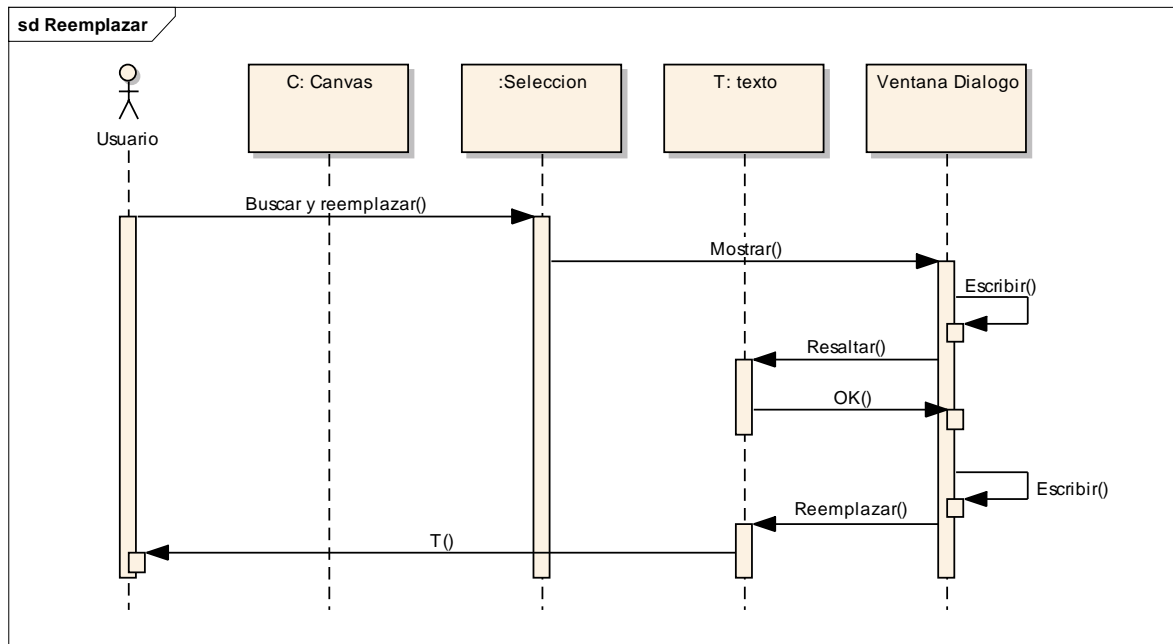 sd Reemplazar
Usuario
C: Canvas
:Seleccion
T: texto
Ventana Dialogo
Buscar y reemplazar()
Mostrar()
Escribir()
Resaltar()
OK()
Escribir()
Reemplazar()
T()